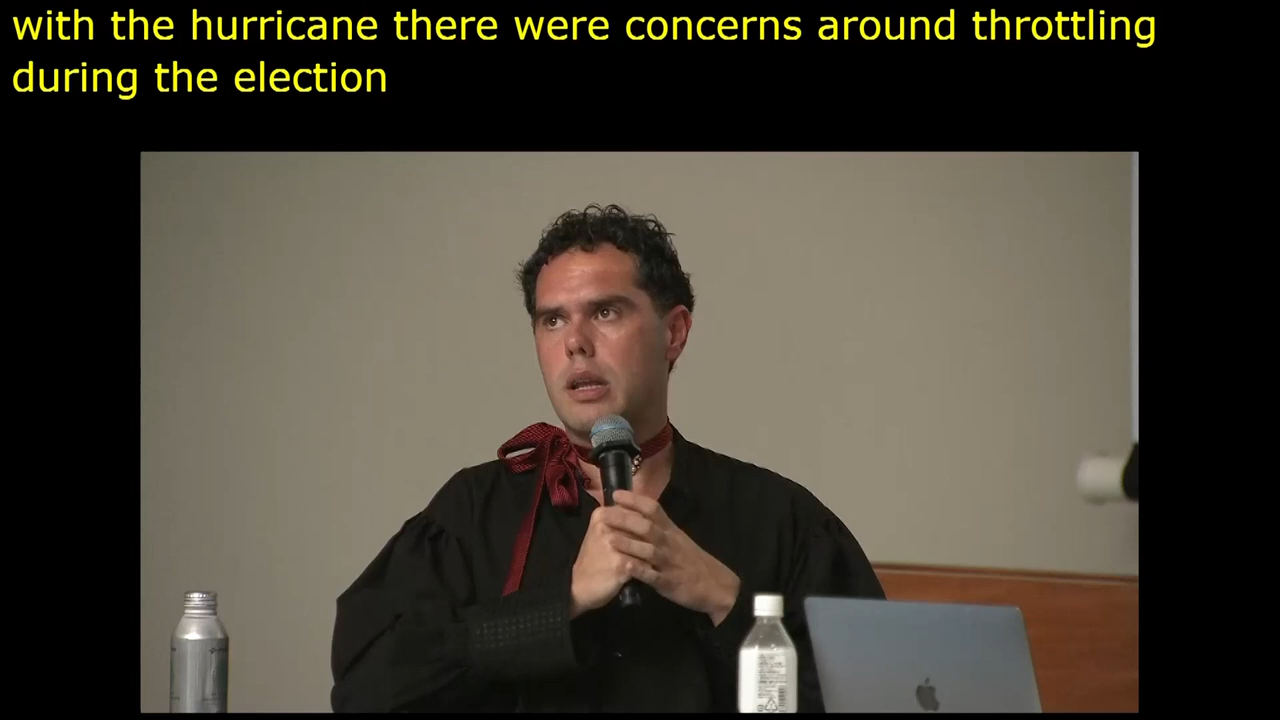 with the hurricane there were concerns around throttling
during the election